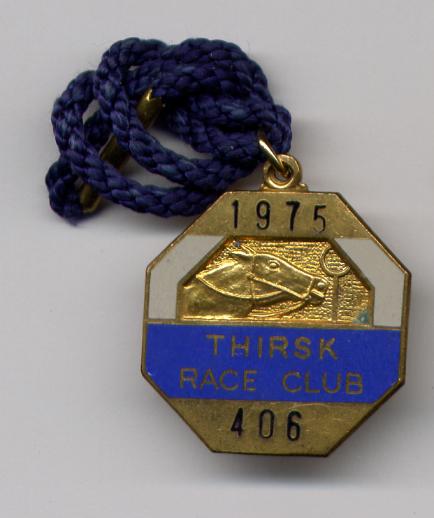 1975
THIRSK
RACE CLUB
406